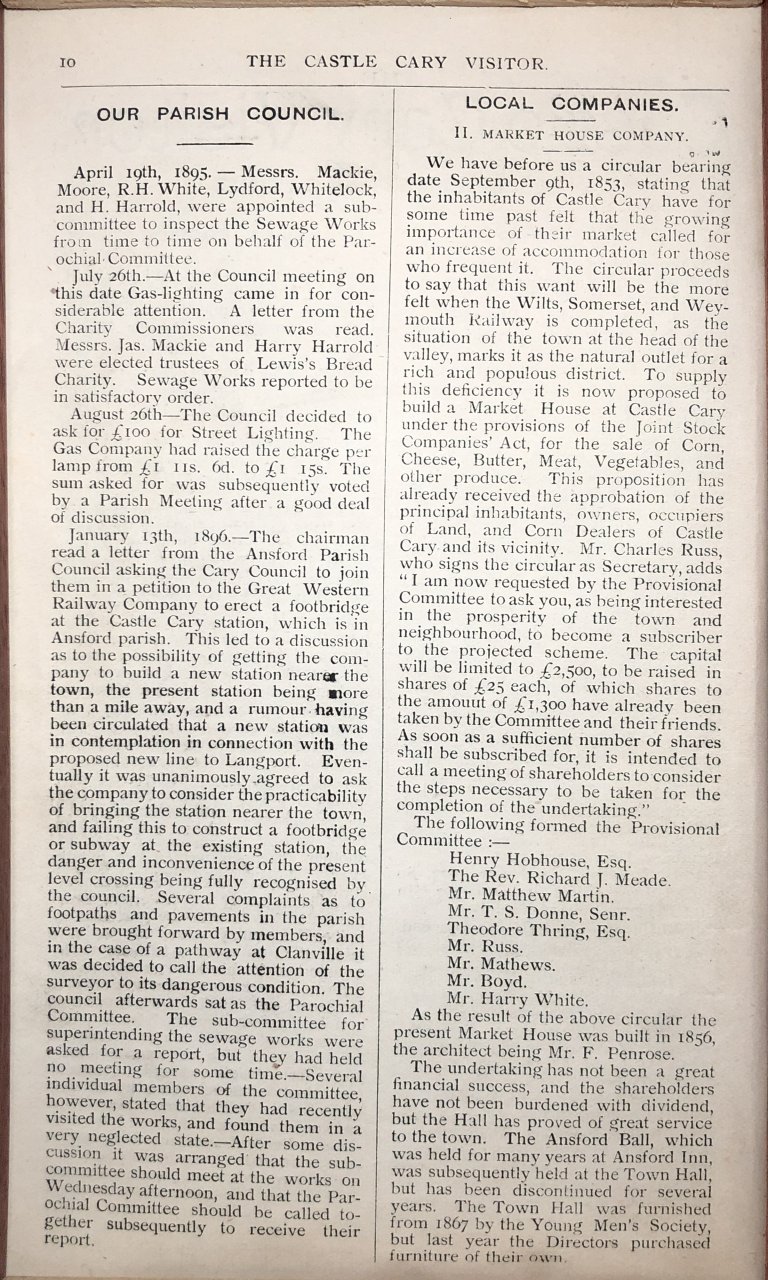 10
THE CASTLE CARY VISITOR.
OUR PARISH COUNCIL.
April 19th, 1895. — Messrs. Mackie,
Moore, R.H. White, Lydford, Whitelock,
and H. Harrold, were appointed a sub-
committee to inspect the Sewage Works
from time to time on behalf of the Par-
ochial Committee.
July 26th.—At the Council meeting on
this date Gas-lighting came in for con-
siderable attention. A letter from the
Charity Commissioners was read.
Messrs. Jas. Mackie and Harry Harrold
were elected trustees of Lewis's Bread
Charity. Sewage Works reported to be
in satisfactory order.
August 26th—The Council decided to
ask for £100 for Street Lighting. The
Gas Company had raised the charge per
lamp from £1 11s. 6d. to £1 15s. The
sum asked for was subsequently voted
by a Parish Meeting after a good deal
of discussion.
January 13th, 1896.—The chairman
read a letter from the Ansford Parish
Council asking the Cary Council to join
them in a petition to the Great Western
Railway Company to erect a footbridge
at the Castle Cary station, which is in
Ansford parish. This led to a discussion
as to the possibility of getting the com-
pany to build a new station nearer the
town, the present station being more
than a mile away, and a rumour having
been circulated that a new station was
in contemplation in connection with the
proposed new line to Langport. Even-
tually it was unanimously agreed to ask
the company to consider the practicability
of bringing the station nearer the town,
and failing this to construct a footbridge
or subway at the existing station, the
danger and inconvenience of the present
level crossing being fully recognised by
the council. Several complaints as to
footpaths and pavements in the parish
were brought forward by members, and
in the case of a pathway at Clanville it
was decided to call the attention of the
surveyor to its dangerous condition. The
council afterwards sat as the Parochial
Committee. The sub-committee for
superintending the sewage works were
asked for a report, but they had held
no meeting for some time.—Several
individual members of the committee,
however, stated that they had recently
visited the works, and found them in a
very neglected state.—After some dis-
cussion it was arranged that the sub-
committee should meet at the works on
Wednesday afternoon, and that the Par-
ochial Committee should be called to-
gether subsequently to receive their
report.
LOCAL COMPANIES.
II. MARKET HOUSE COMPANY.
We have before us a circular bearing
date September 9th, 1853, stating that
the inhabitants of Castle Cary have for
some time past felt that the growing
importance of their market called for
an increase of accommodation for those
who frequent it. The circular proceeds
to say that this want will be the more
felt when the Wilts, Somerset, and Wey-
mouth Railway is completed, as the
situation of the town at the head of the
valley, marks it as the natural outlet for a
rich and populous district. To supply
this deficiency it is now proposed to
build a Market House at Castle Cary
under the provisions of the Joint Stock
Companies' Act, for the sale of Corn,
Cheese, Butter, Meat, Vegetables, and
other produce. This proposition has
already received the approbation of the
principal inhabitants, owners, occupiers
of Land, and Corn Dealers of Castle
Cary and its vicinity. Mr. Charles Russ,
who signs the circular as Secretary, adds
"I am now requested by the Provisional
Committee to ask you, as being interested
in the prosperity of the town and
neighbourhood, to become a subscriber
to the projected scheme. The capital
will be limited to £2,500, to be raised in
shares of £25 each, of which shares to
the amouut of £1,300 have already been
taken by the Committee and their friends.
As soon as a sufficient number of shares
shall be subscribed for, it is intended to
call a meeting of shareholders to consider
the steps necessary to be taken for the
completion of the undertaking."
The following formed the Provisional
Committee :—
Henry Hobhouse, Esq.
The Rev. Richard J. Meade.
Mr. Matthew Martin.
Mr. T. S. Donne, Senr.
Theodore Thring, Esq.
Mr. Russ.
Mr. Mathews.
Mr. Boyd.
Mr. Harry White.
As the result of the above circular the
present Market House was built in 1856,
the architect being Mr. F. Penrose.
The undertaking has not been a great
financial success, and the shareholders
have not been burdened with dividend,
but the Hall has proved of great service
to the town. The Ansford Ball, which
was held for many years at Ansford Inn,
was subsequently held at the Town Hall,
but has been discontinued for several
years. The Town Hall was furnished
from 1867 by the Young Men's Society,
but last year the Directors purchased
furniture of their own.